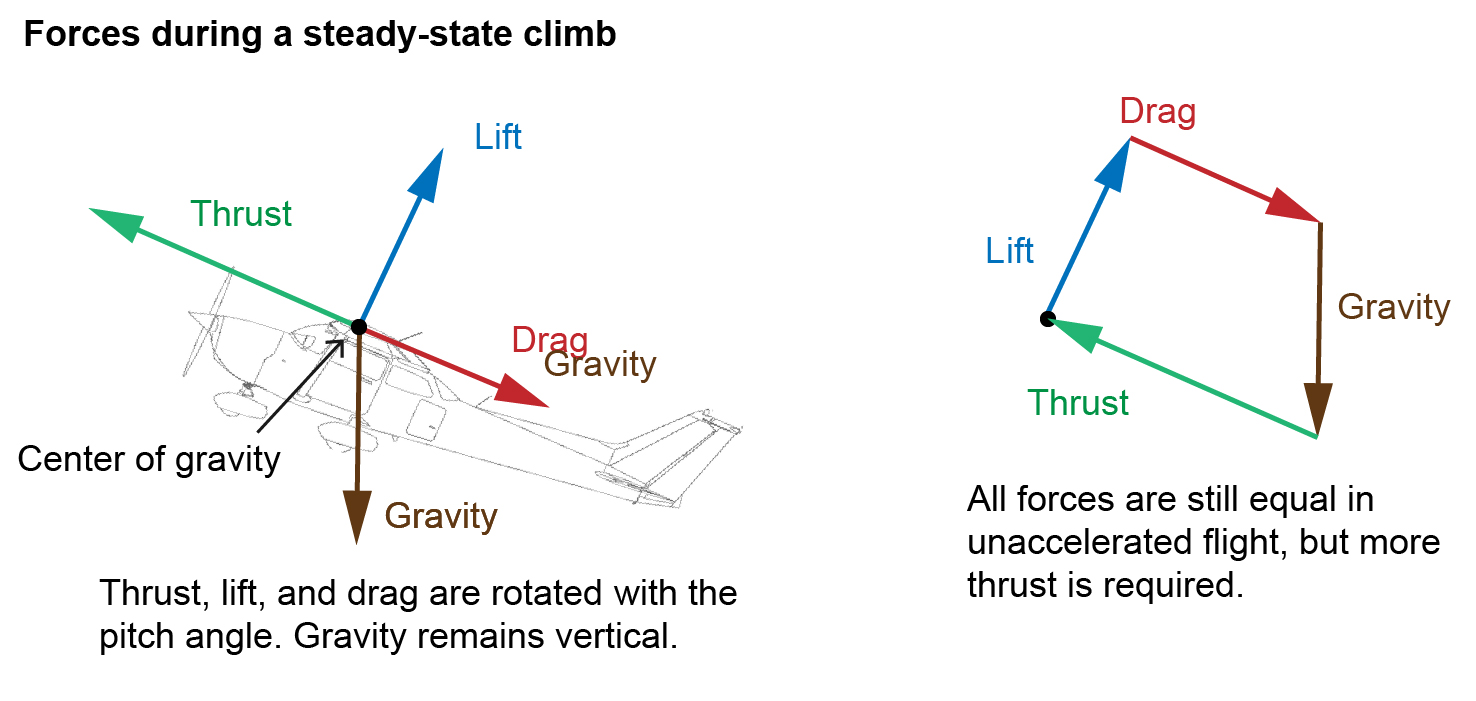 Forces during a steady-state climb
Lift
Thrust
Drag
Gravity
Center of gravity
Gravity
Thrust, lift, and drag are rotated with the
pitch angle. Gravity remains vertical.
Drag
Lift
Gravity
Thrust
All forces are still equal in
unaccelerated flight, but more
thrust is required.